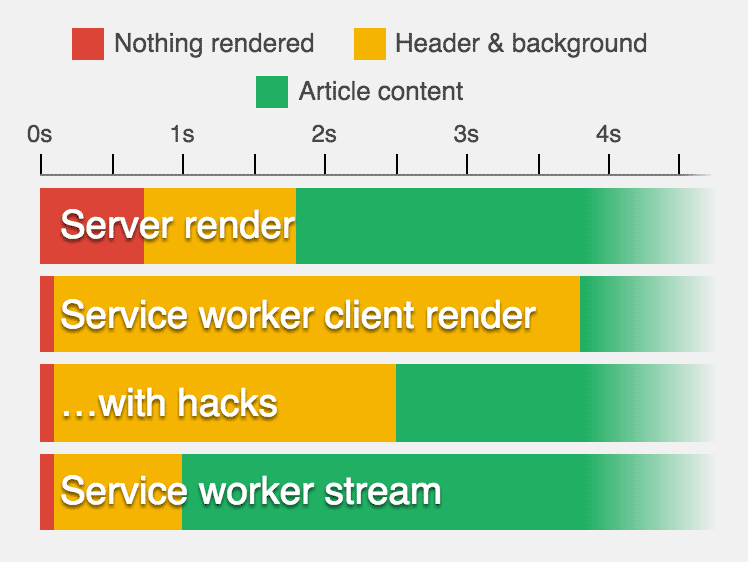 Nothing rendered Header & background
Article content
0s 1s 2s 3s 4s
Server render
Service worker client render
…with hacks
Service worker stream